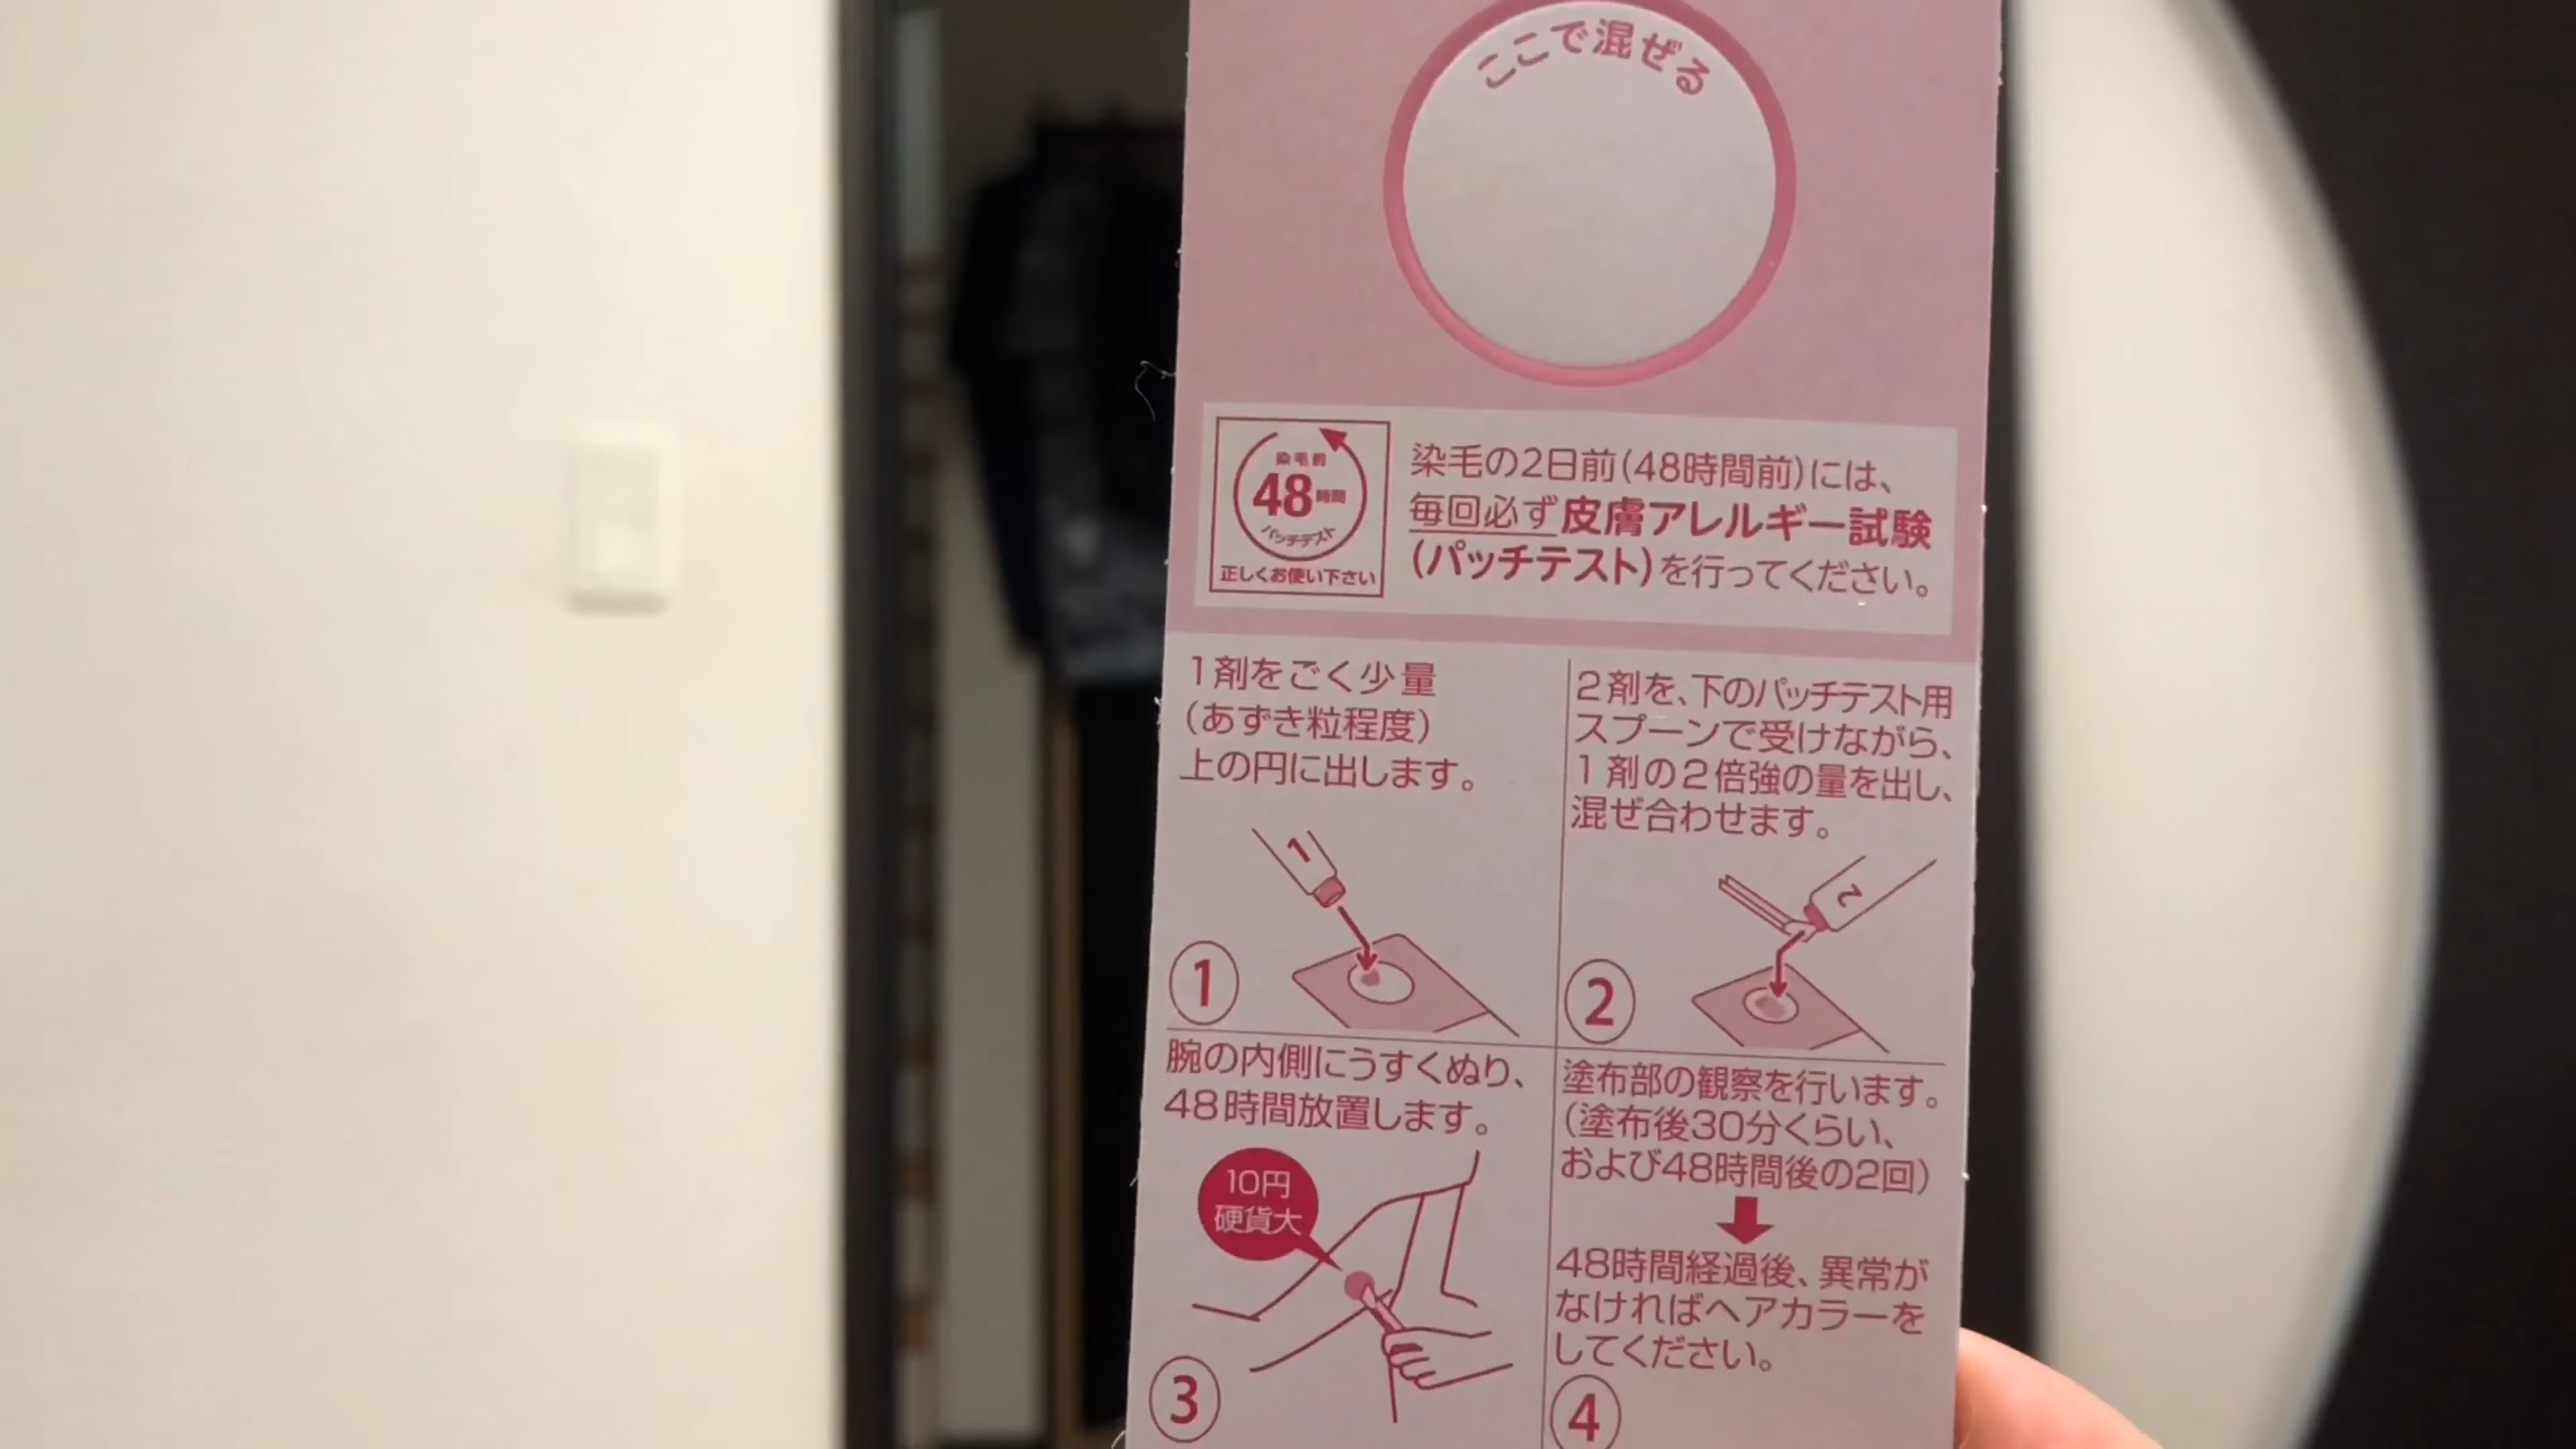 ここで混ぜる
染毛前
48時間
パッチテスト
正しくお使い下さい
染毛の2日前(48時間前)には、
毎回必ず皮膚アレルギー試験
(パッチテスト)を行ってください。
1剤をごく少量
(あずき粒程度)
上の円に出します。
1
①
2剤を、下のパッチテスト用
スプーンで受けながら、
1剤の2倍強の量を出し、
混ぜ合わせます。
2
②
腕の内側にうすくぬり、
48時間放置します。
10円
硬貨大
③
塗布部の観察を行います。
(塗布後30分くらい、
および48時間後の2回)
48時間経過後、異常が
なければヘアカラーを
してください。
④